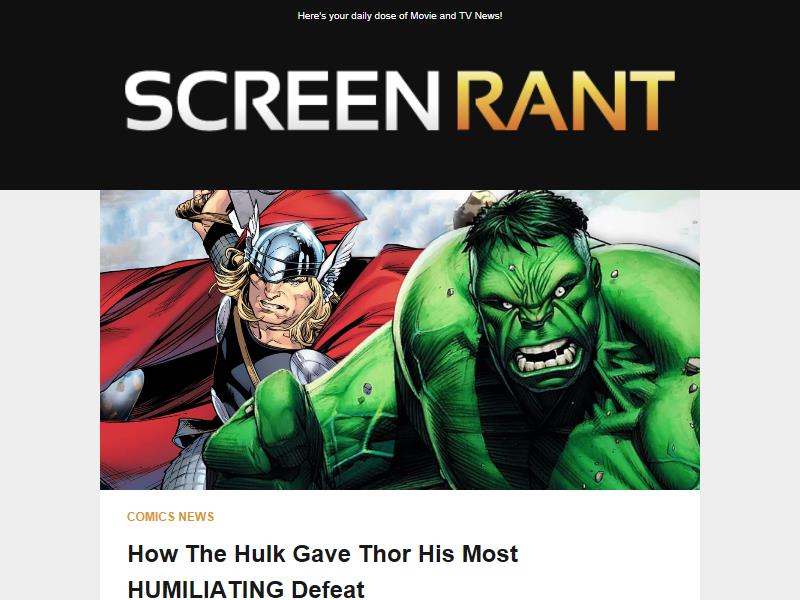 Here's your daily dose of Movie and TV News!
SCREEN RANT
COMICS NEWS
How The Hulk Gave Thor His Most
HUMILIATING Defeat